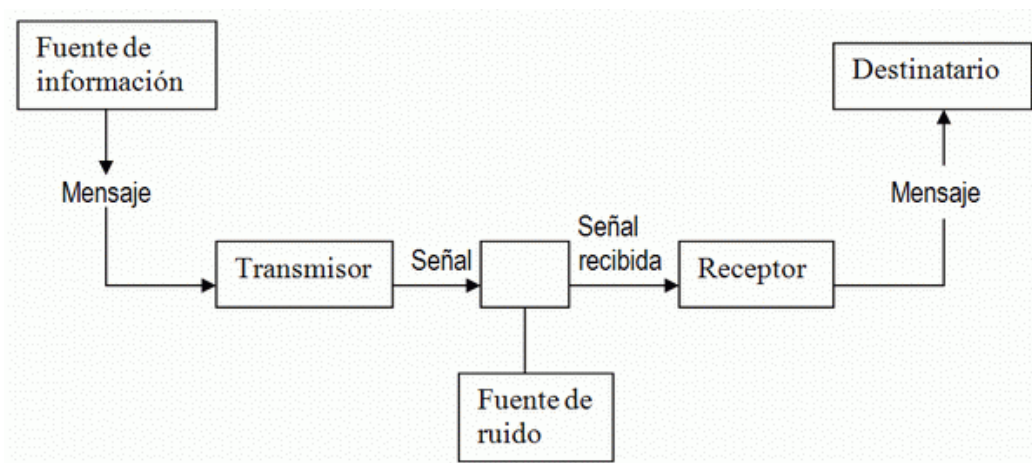 Fuente de
información
Destinatario
Mensaje
Mensaje
Transmisor
Señal
Señal
recibida
Receptor
Fuente de
ruido